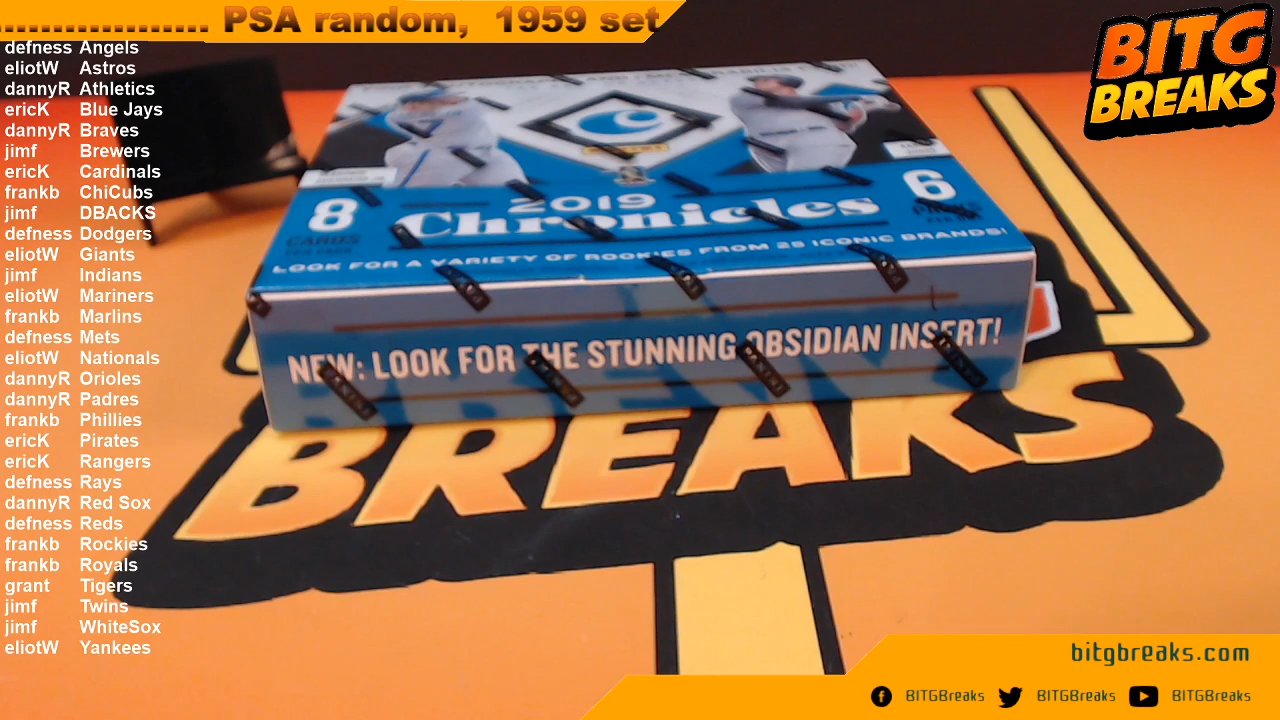 .................. PSA random, 1959 set
defness Angels
eliotW Astros
dannyR Athletics
ericK Blue Jays
dannyR Braves
jimf Brewers
ericK Cardinals
frankb ChiCubs
jimf DBACKS
defness Dodgers
eliotW Giants
jimf Indians
eliotW Mariners
frankb Marlins
defness Mets
eliotW Nationals
dannyR Orioles
dannyR Padres
frankb Phillies
ericK Pirates
ericK Rangers
defness Rays
dannyR Red Sox
defness Reds
frankb Rockies
frankb Royals
grant Tigers
jimf Twins
jimf WhiteSox
eliotW Yankees
BITG
BREAKS
8
CARDS
6
2019
Chronicles
LOOK FOR A VARIETY OF ROOKIES FROM 25 ICONIC BRANDS!
NEW: LOOK FOR THE STUNNING OBSIDIAN INSERT!
PANINI
BREAKS
bitgbreaks.com
BITGBreaks BITGBreaks BITGBreaks